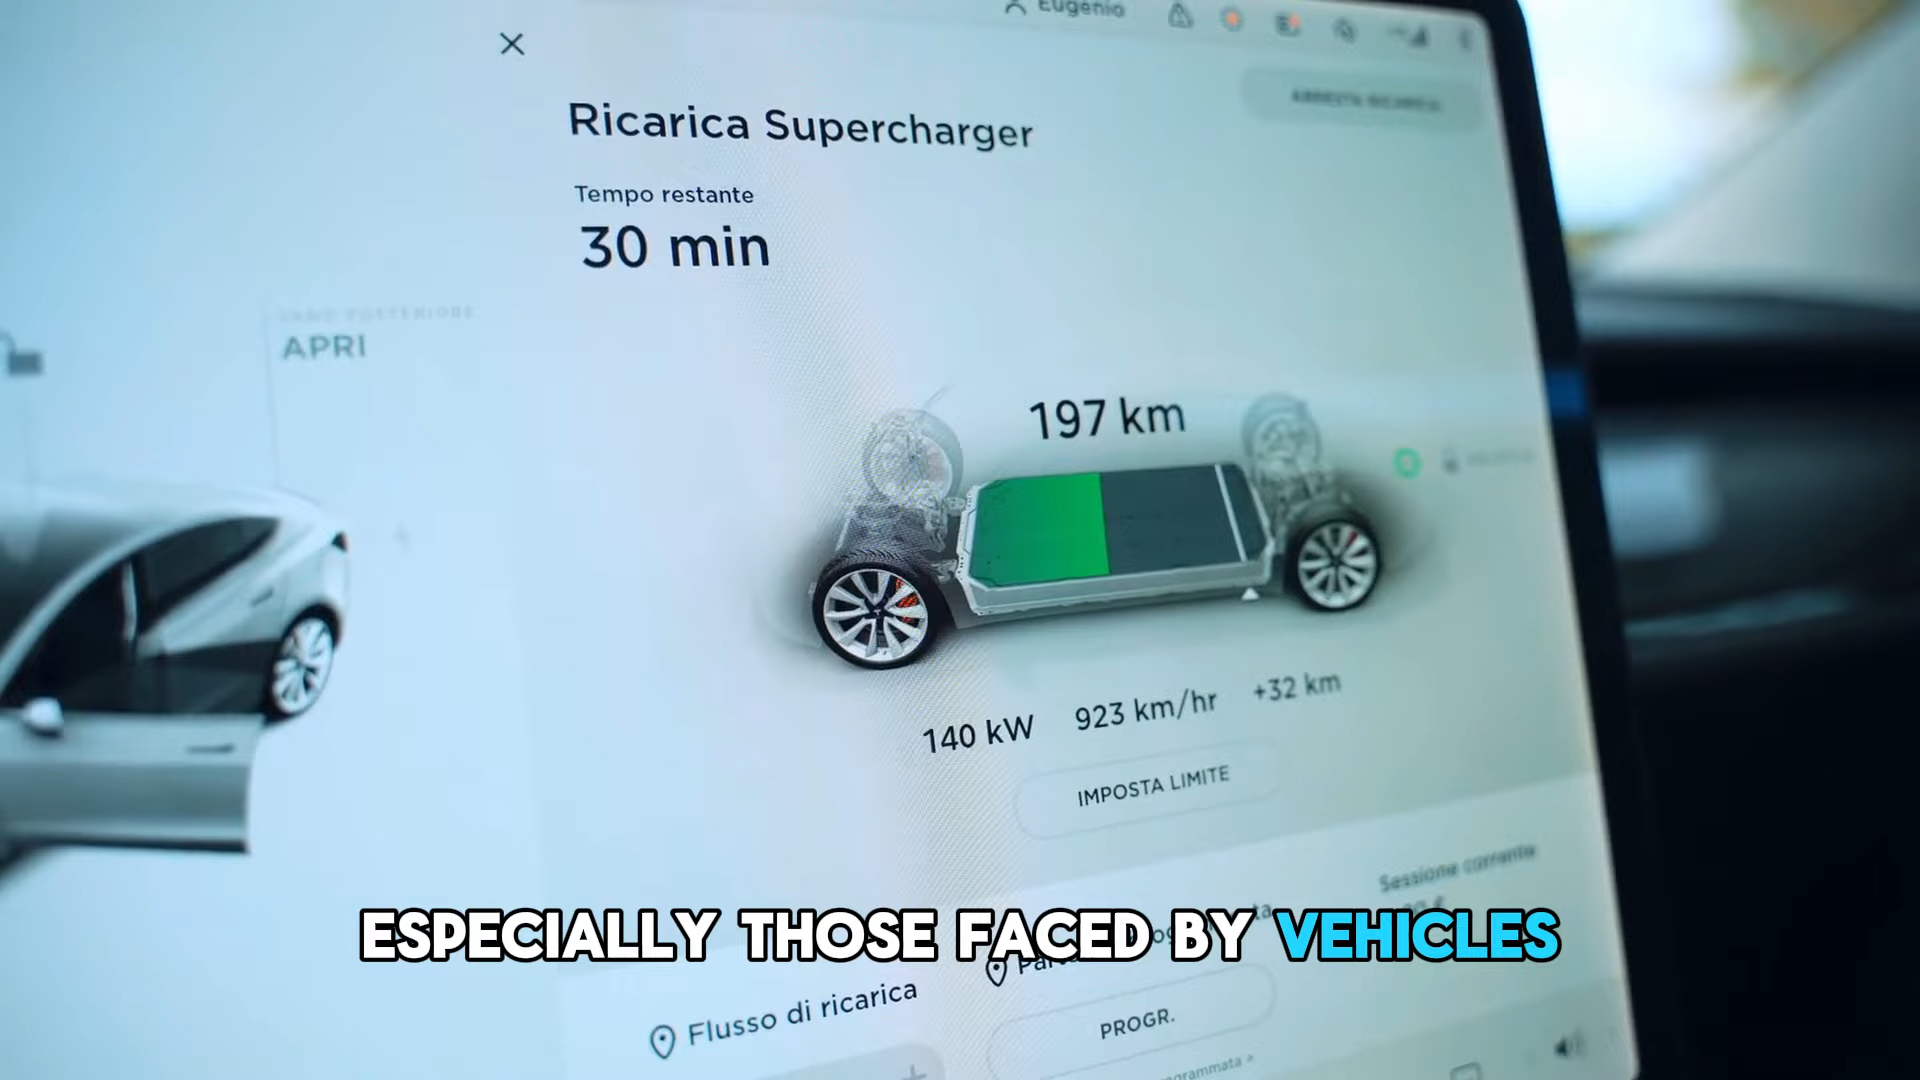 Eugenio
Ricarica Supercharger
Tempo restante
30 min
APRI
197 km
140 kW 923 km/hr +32 km
IMPOSTA LIMITE
Sessione corrente
ESPECIALLY THOSE FACED BY VEHICLES
Flusso di ricarica
PROGR.